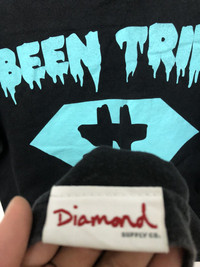 BEEN TRI
Diamond
SUPPLY CO.